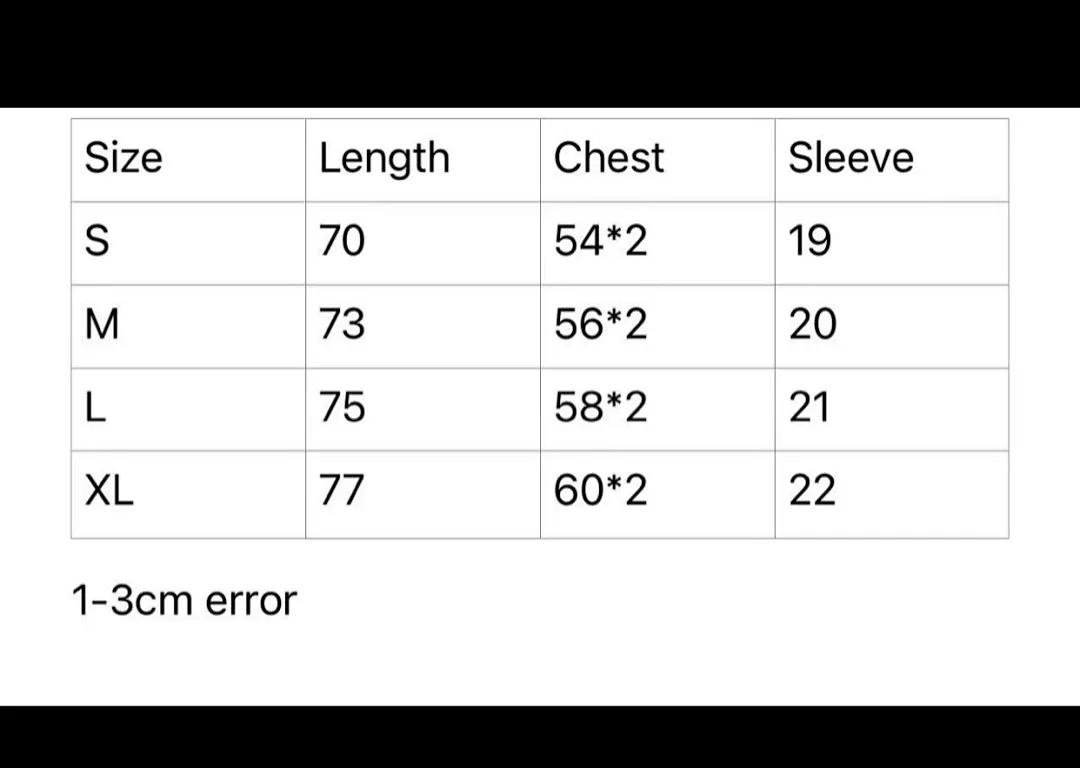 Size Length Chest Sleeve
S 70 54*2 19
M 73 56*2 20
L 75 58*2 21
XL 77 60*2 22
1-3cm error